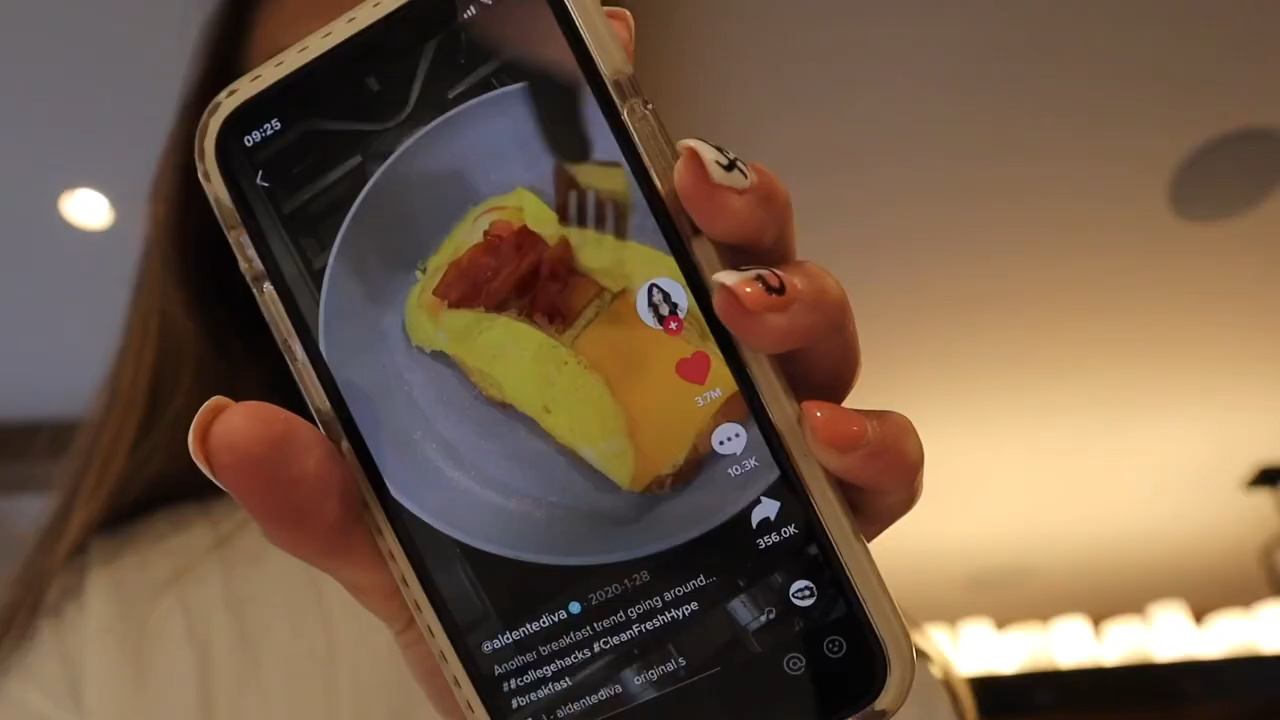 09:25
3.7M
10.3K
356.0K
@aldentediva · 2020-1-28
Another breakfast trend going around...
##collegehacks #CleanFreshHype
#breakfast
- aldentediva original s